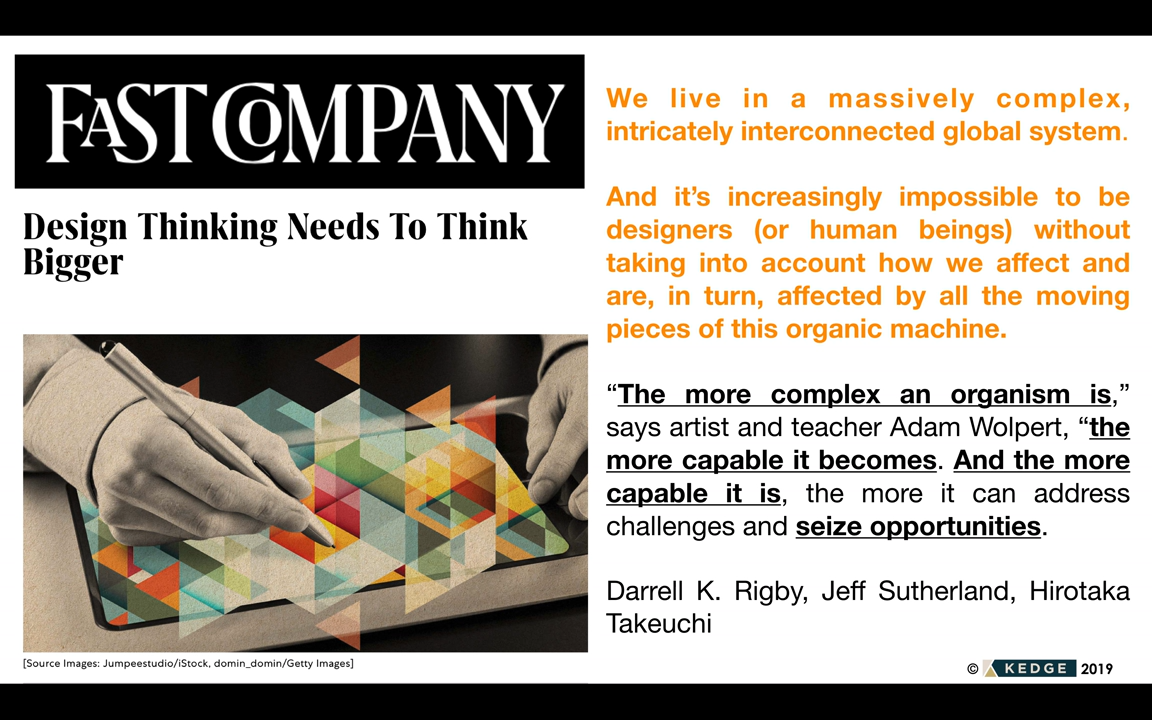 FAST COMPANY
Design Thinking Needs To Think
Bigger
[Source Images: Jumpeestudio/iStock, domin_domin/Getty Images]
We live in a massively complex,
intricately interconnected global system.
And it’s increasingly impossible to be
designers (or human beings) without
taking into account how we affect and
are, in turn, affected by all the moving
pieces of this organic machine.
“The more complex an organism is,”
says artist and teacher Adam Wolpert, “the
more capable it becomes. And the more
capable it is, the more it can address
challenges and seize opportunities.
Darrell K. Rigby, Jeff Sutherland, Hirotaka
Takeuchi
© KEDGE 2019